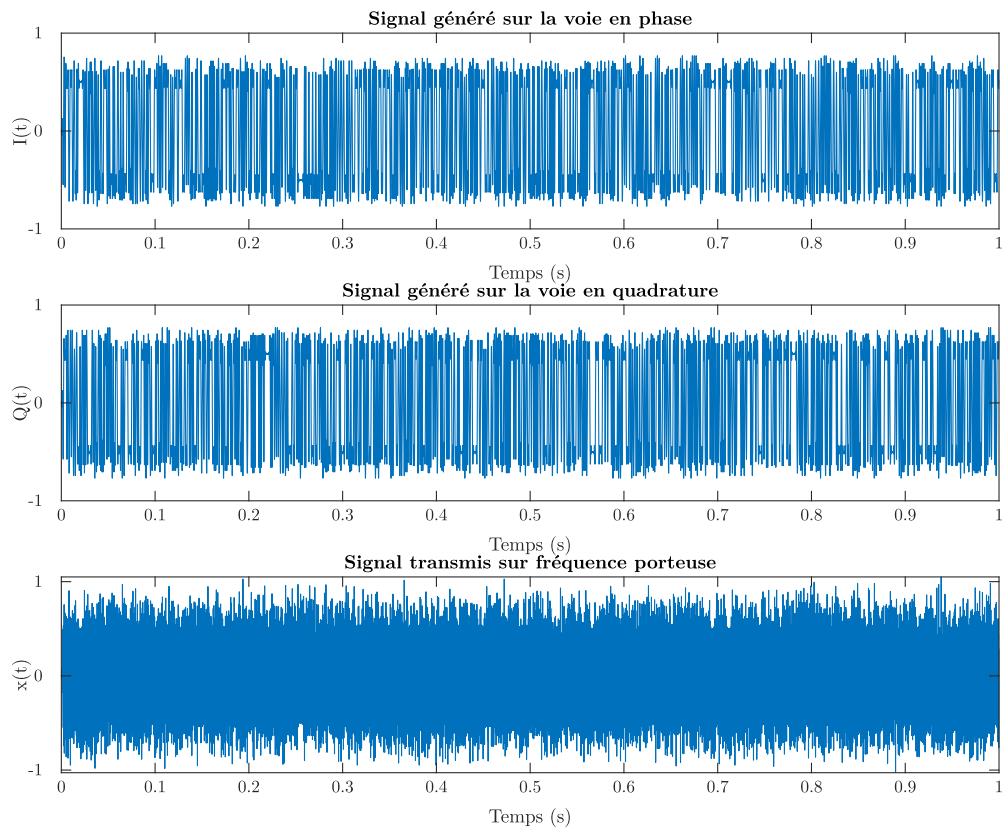 Signal généré sur la voie en phase
1
0
-1
I(t)
0 0.1 0.2 0.3 0.4 0.5 0.6 0.7 0.8 0.9 1
Temps (s)
Signal généré sur la voie en quadrature
1
0
-1
Q(t)
0 0.1 0.2 0.3 0.4 0.5 0.6 0.7 0.8 0.9 1
Temps (s)
Signal transmis sur fréquence porteuse
1
0
-1
x(t)
0 0.1 0.2 0.3 0.4 0.5 0.6 0.7 0.8 0.9 1
Temps (s)